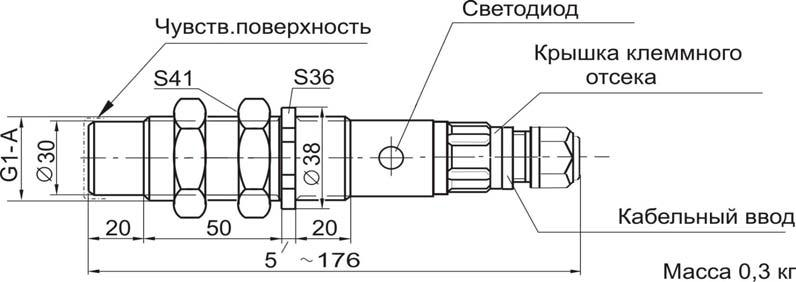 Чувств.поверхность
Светодиод
Крышка клеммного
отсека
S41
S36
G1-A
Ø30
Ø38
Кабельный ввод
20
50
20
5
~176
Масса 0,3 кг